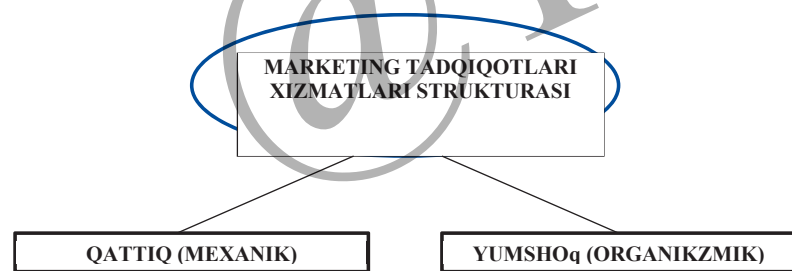 MARKETING TADQIQOTLARI
XIZMATLARI STRUKTURASI
QATTIQ (MEXANIK)
YUMSHOq (ORGANIKZMIK)